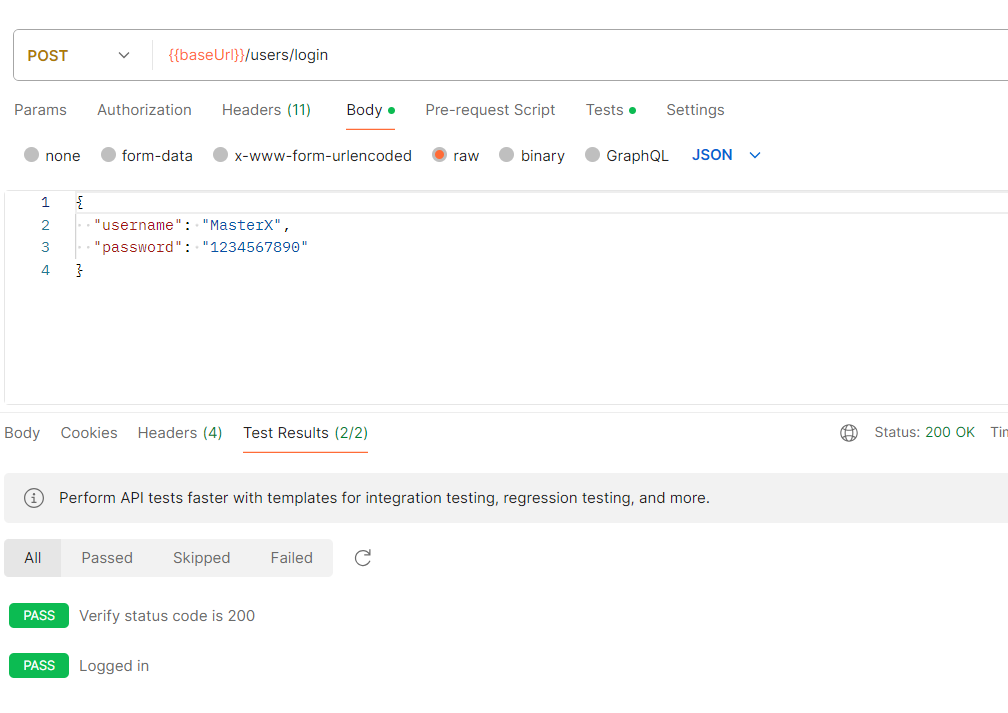 POST {{baseUrl}}/users/login
Params Authorization Headers (11) Body Pre-request Script Tests Settings
none form-data x-www-form-urlencoded raw binary GraphQL JSON
1 {
2 "username": "MasterX",
3 "password": "1234567890"
4 }
Body Cookies Headers (4) Test Results (2/2) Status: 200 OK
Perform API tests faster with templates for integration testing, regression testing, and more.
All Passed Skipped Failed
PASS Verify status code is 200
PASS Logged in